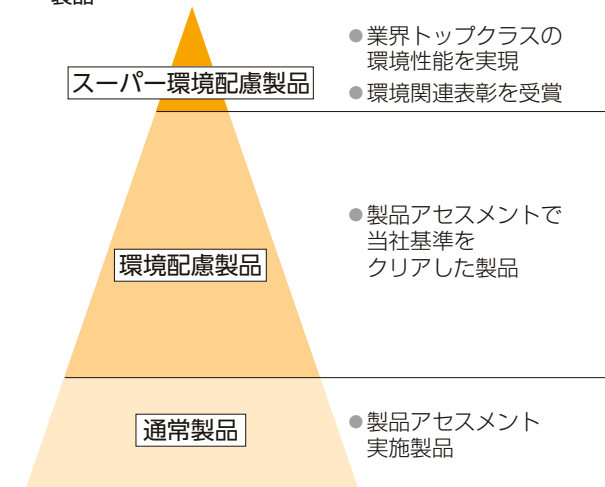 製品
スーパー環境配慮製品
●業界トップクラスの
環境性能を実現
●環境関連表彰を受賞
環境配慮製品
●製品アセスメントで
当社基準を
クリアした製品
通常製品
●製品アセスメント
実施製品